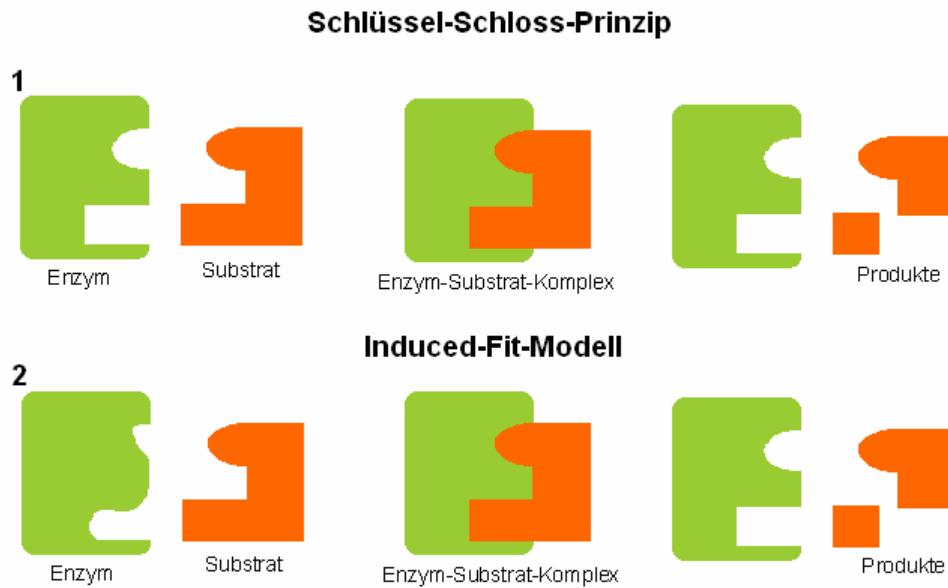 Schlüssel-Schloss-Prinzip
1
Enzym
Substrat
Enzym-Substrat-Komplex
Produkte
Induced-Fit-Modell
2
Enzym
Substrat
Enzym-Substrat-Komplex
Produkte